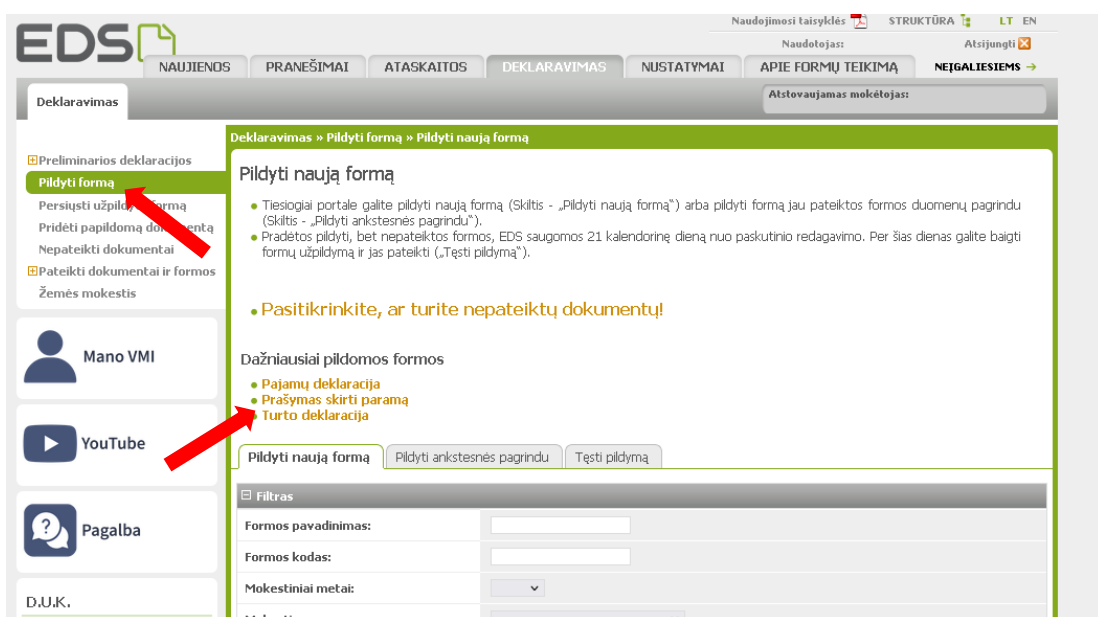 Naudojimosi taisyklės STRUKTŪRA LT EN
EDS
Naudotojas: Atsijungti
NAUJIENOS PRANEŠIMAI ATASKAITOS DEKLARAVIMAS NUSTATYMAI APIE FORMŲ TEIKIMĄ NEĮGALIESIEMS →
Deklaravimas
Atstovaujamas mokėtojas:
Deklaravimas » Pildyti formą » Pildyti naują formą
Preliminarios deklaracijos
Pildyti formą
Persiųsti formą
Pridėti papildomą
Nepateikti dokumentai
Pateikti dokumentai ir formos
Žemės mokestis
Mano VMI
YouTube
Pagalba
D.U.K.
Pildyti naują formą
• Tiesiogiai portale galite pildyti naują formą (Skiltis - „Pildyti naują formą") arba pildyti formą jau pateiktos formos duomenų pagrindu
(Skiltis - „Pildyti ankstesnės pagrindu").
• Pradėtos pildyti, bet nepateiktos formos, EDS saugomos 21 kalendorinę dieną nuo paskutinio redagavimo. Per šias dienas galite baigti
formų užpildymą ir jas pateikti („Tęsti pildymą").
• Pasitikrinkite, ar turite nepateiktų dokumentų!
Dažniausiai pildomos formos
• Pajamų deklaracija
• Prašymas skirti paramą
• Turto deklaracija
Pildyti naują formą Pildyti ankstesnės pagrindu Tęsti pildymą
Filtras
Formos pavadinimas:
Formos kodas:
Mokestiniai metai: